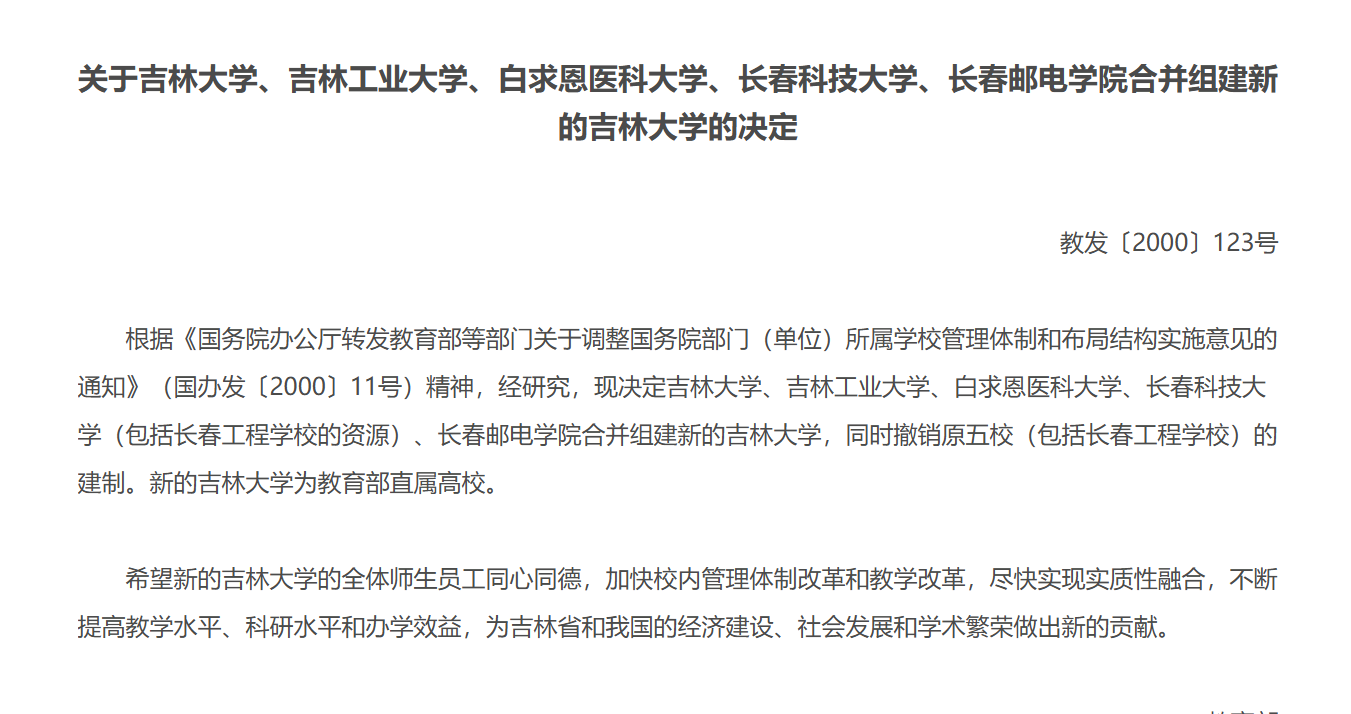 关于吉林大学、吉林工业大学、白求恩医科大学、长春科技大学、长春邮电学院合并组建新
的吉林大学的决定
教发〔2000〕123号
根据《国务院办公厅转发教育部等部门关于调整国务院部门（单位）所属学校管理体制和布局结构实施意见的
通知》（国办发〔2000〕11号）精神，经研究，现决定吉林大学、吉林工业大学、白求恩医科大学、长春科技大
学（包括长春工程学校的资源）、长春邮电学院合并组建新的吉林大学，同时撤销原五校（包括长春工程学校）的
建制。新的吉林大学为教育部直属高校。
希望新的吉林大学的全体师生员工同心同德，加快校内管理体制改革和教学改革，尽快实现实质性融合，不断
提高教学水平、科研水平和办学效益，为吉林省和我国的经济建设、社会发展和学术繁荣做出新的贡献。